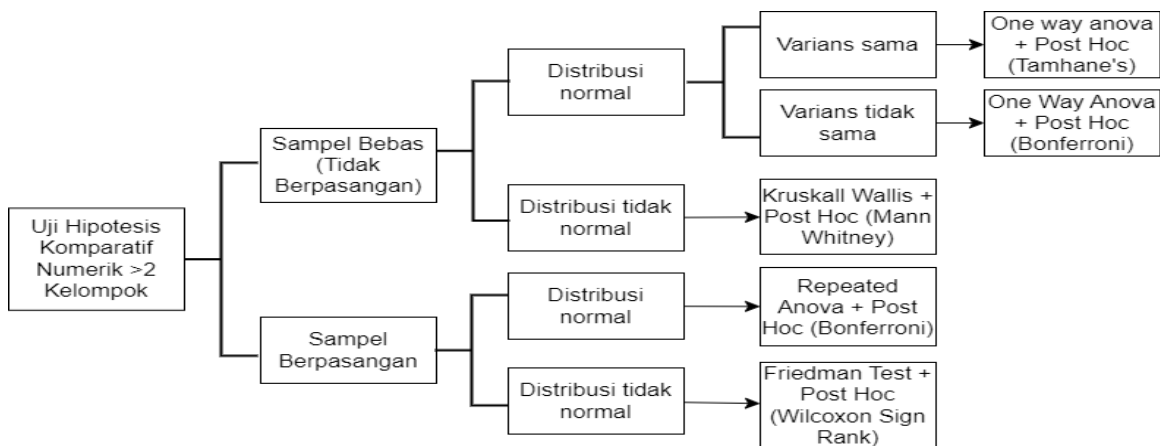 Uji Hipotesis
Komparatif
Numerik >2
Kelompok
Sampel Bebas
(Tidak
Berpasangan)
Distribusi
normal
Varians sama
One way anova
+ Post Hoc
(Tamhane's)
Varians tidak
sama
One Way Anova
+ Post Hoc
(Bonferroni)
Distribusi tidak
normal
Kruskall Wallis +
Post Hoc (Mann
Whitney)
Sampel
Berpasangan
Distribusi
normal
Repeated
Anova + Post
Hoc (Bonferroni)
Distribusi tidak
normal
Friedman Test +
Post Hoc
(Wilcoxon Sign
Rank)